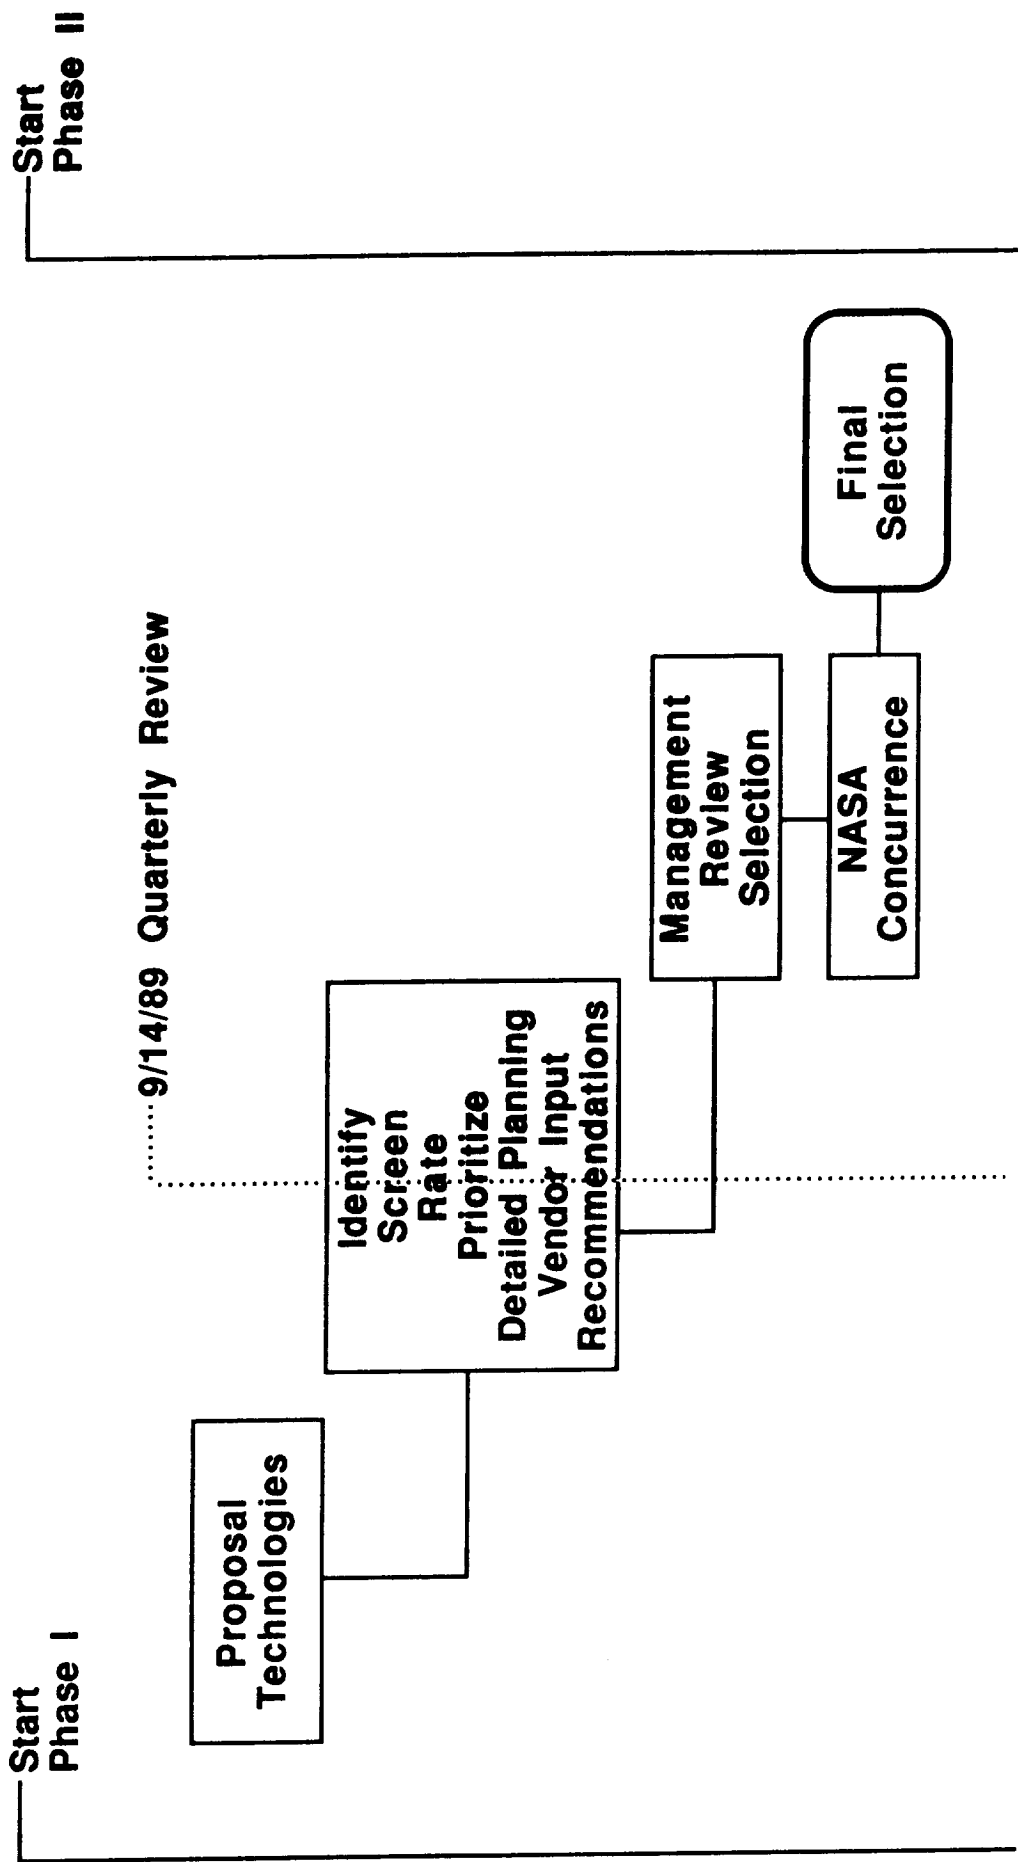 Start
Phase I
Start
Phase II
9/14/89 Quarterly Review
Proposal
Technologies
Identify
Screen
Rate
Prioritize
Detailed Planning
Vendor Input
Recommendations
Management
Review
Selection
NASA
Concurrence
Final
Selection